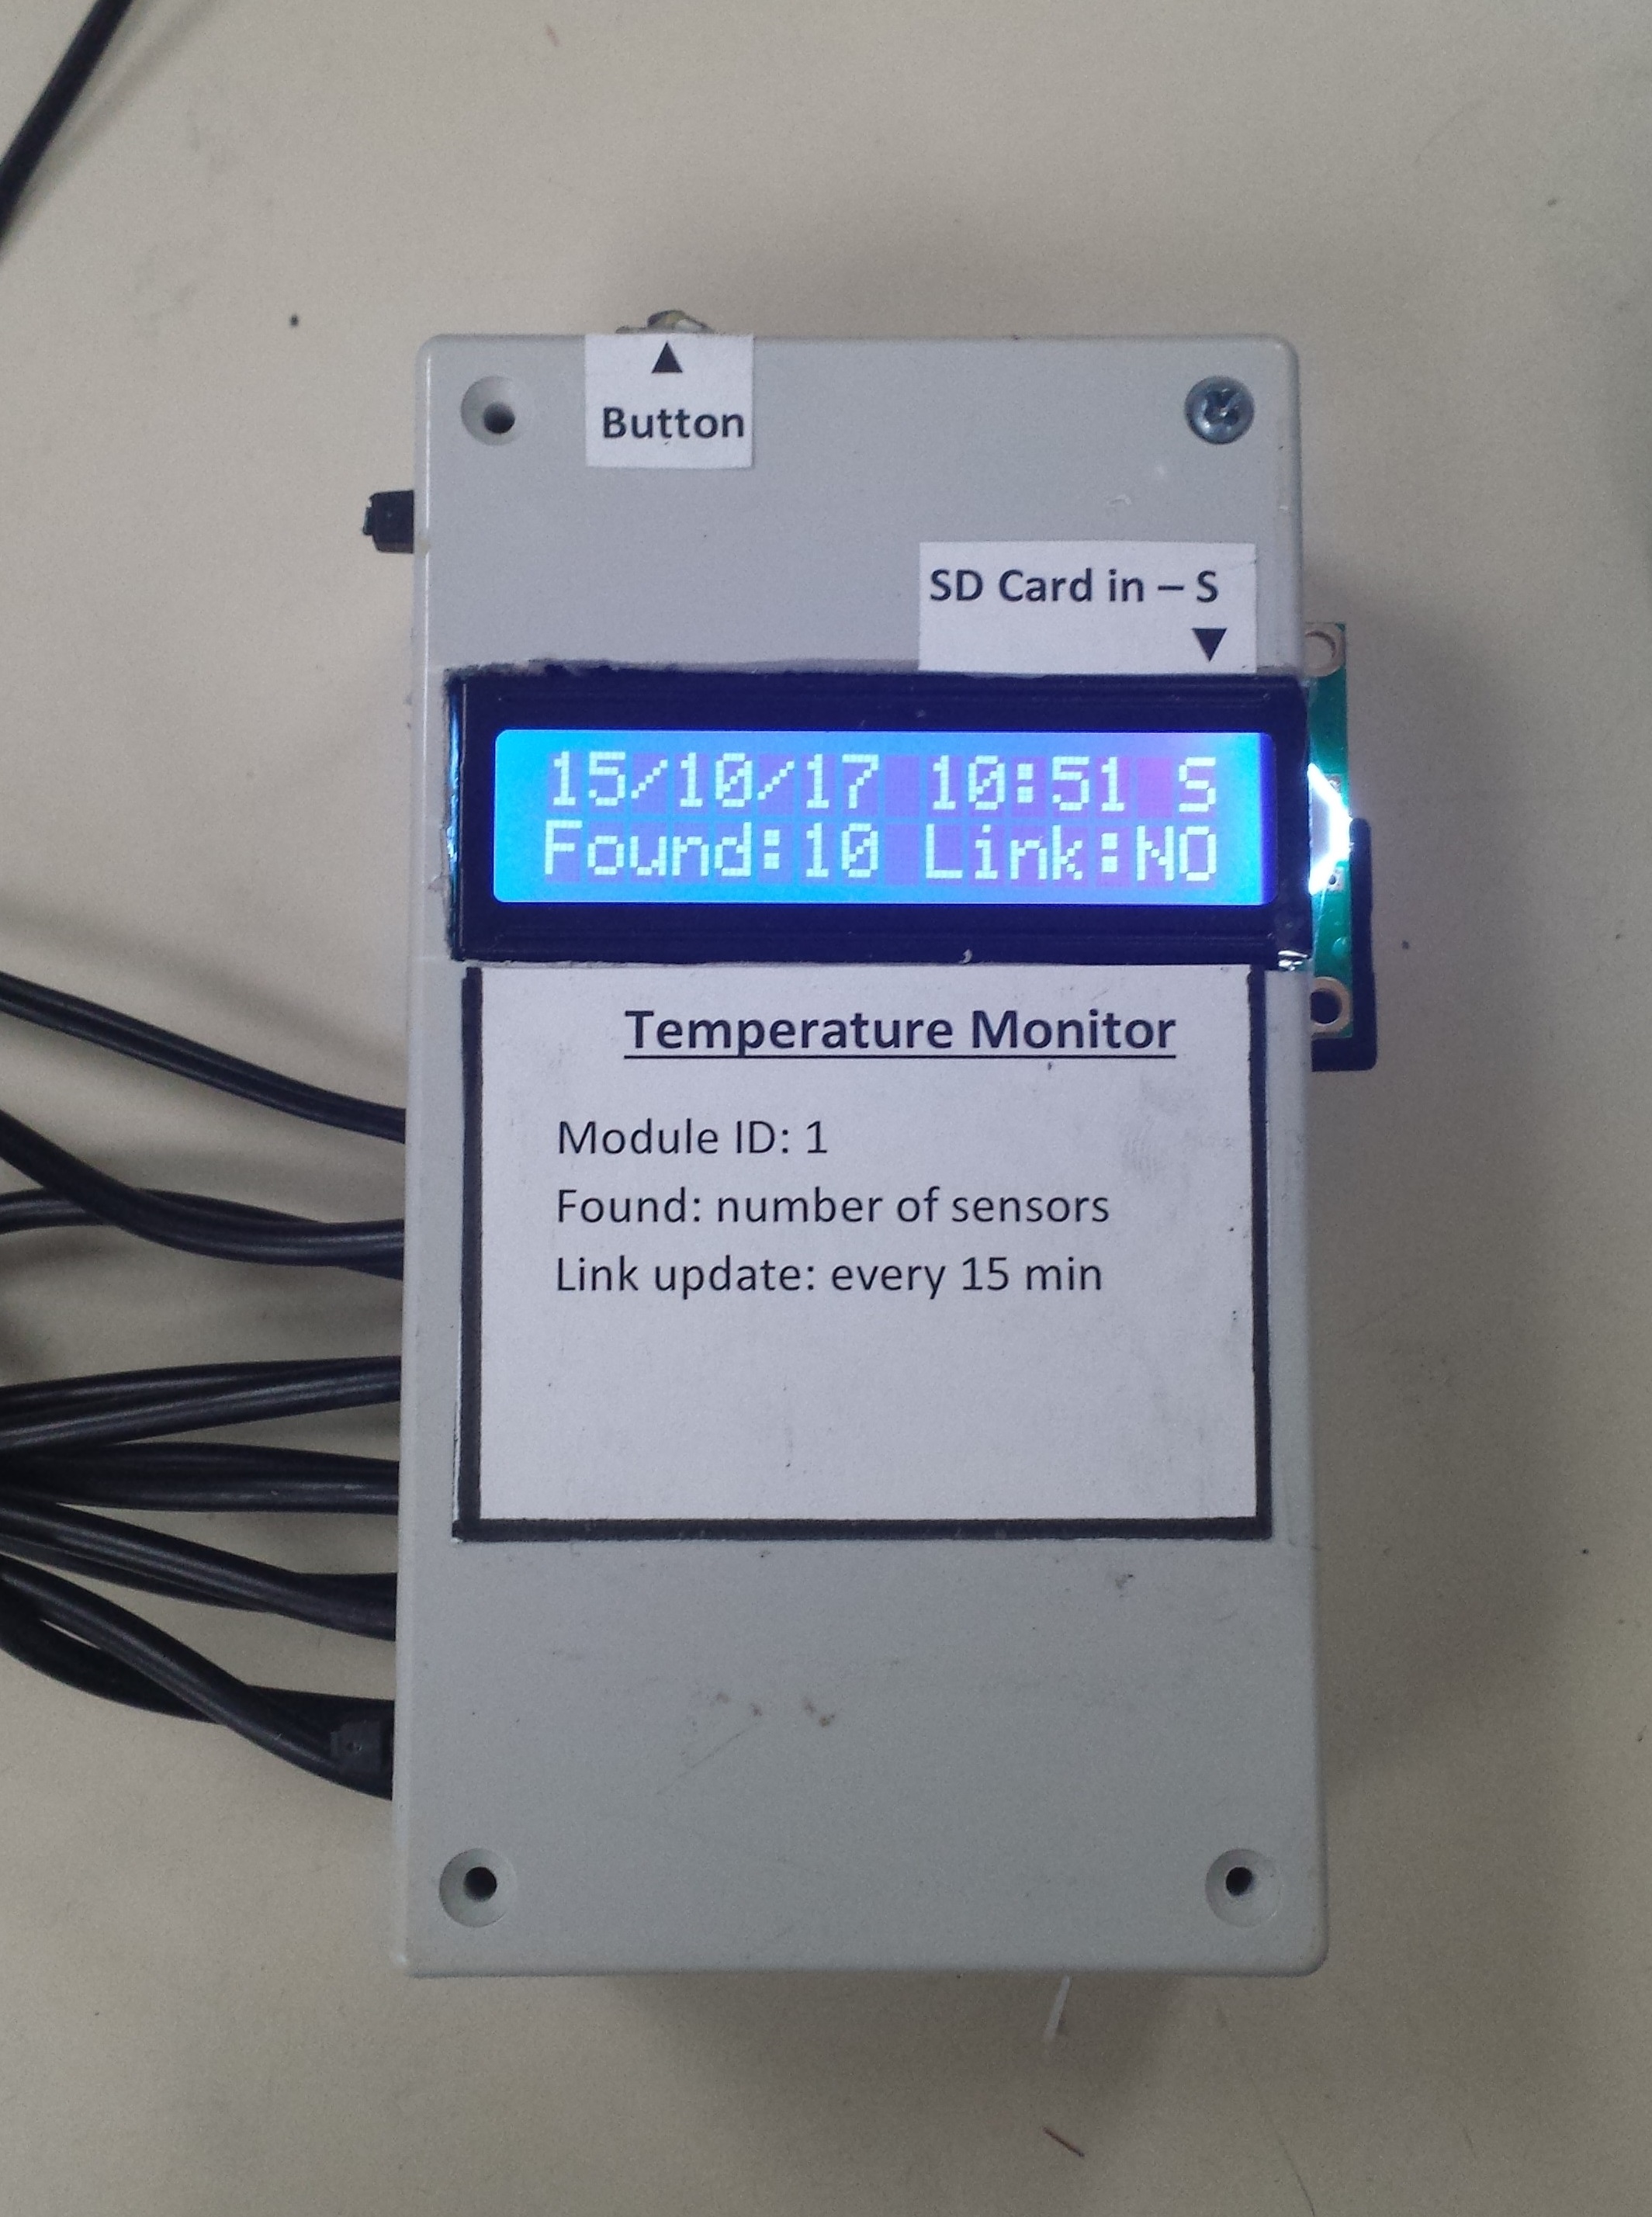 ▲
Button
SD Card in – S
▼
15/10/17 10:51 S
Found:10 Link:NO
Temperature Monitor
Module ID: 1
Found: number of sensors
Link update: every 15 min